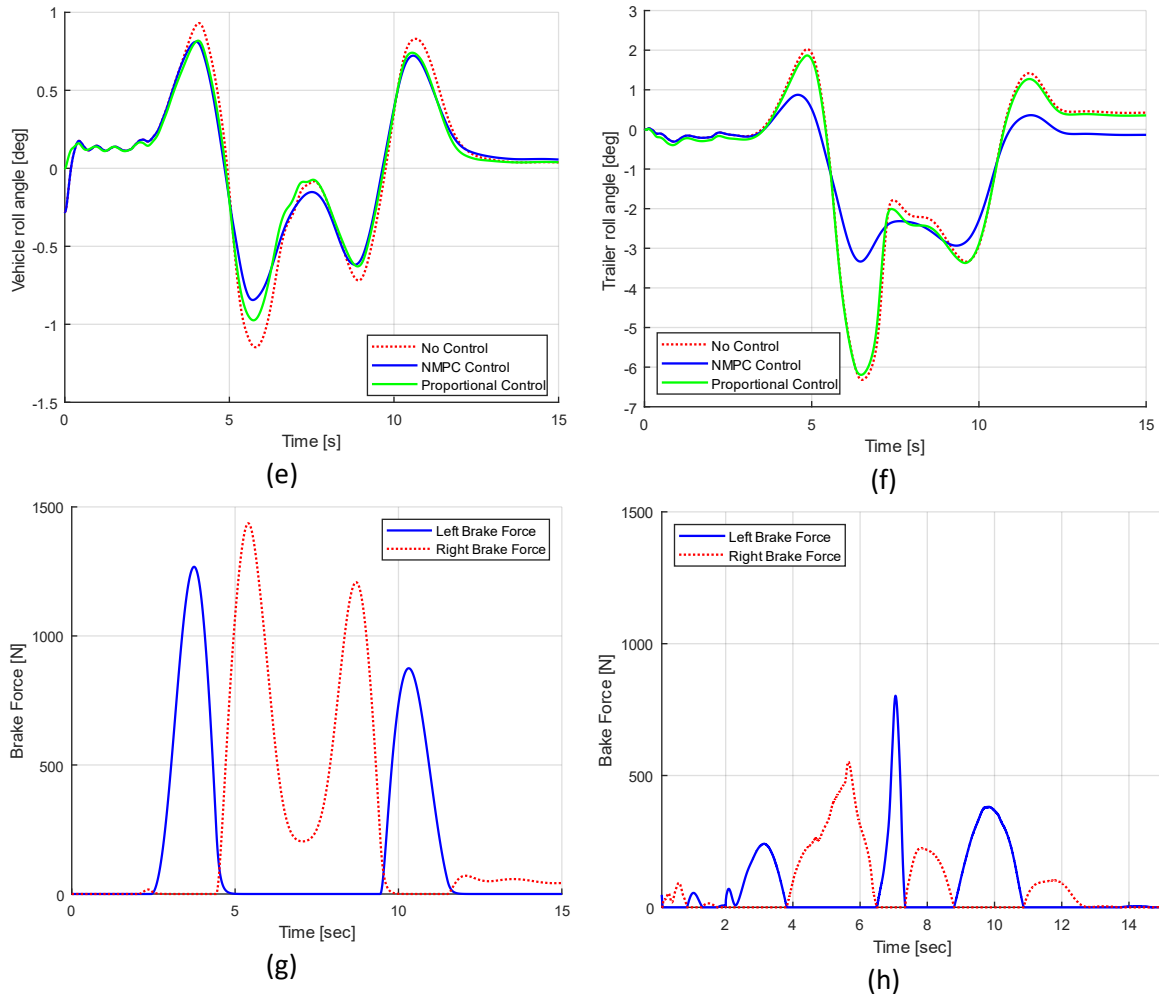 1
0.5
0
-0.5
-1
-1.5
Vehicle roll angle [deg]
No Control
NMPC Control
Proportional Control
0
5
10
15
Time [s]
(e)
3
2
1
0
-1
-2
-3
-4
-5
-6
-7
Trailer roll angle [deg]
No Control
NMPC Control
Proportional Control
0
5
10
15
Time [s]
(f)
1500
1000
500
0
Brake Force [N]
Left Brake Force
Right Brake Force
0
5
10
15
Time [sec]
(g)
1500
1000
500
0
Bake Force [N]
Left Brake Force
Right Brake Force
2
4
6
8
10
12
14
Time [sec]
(h)